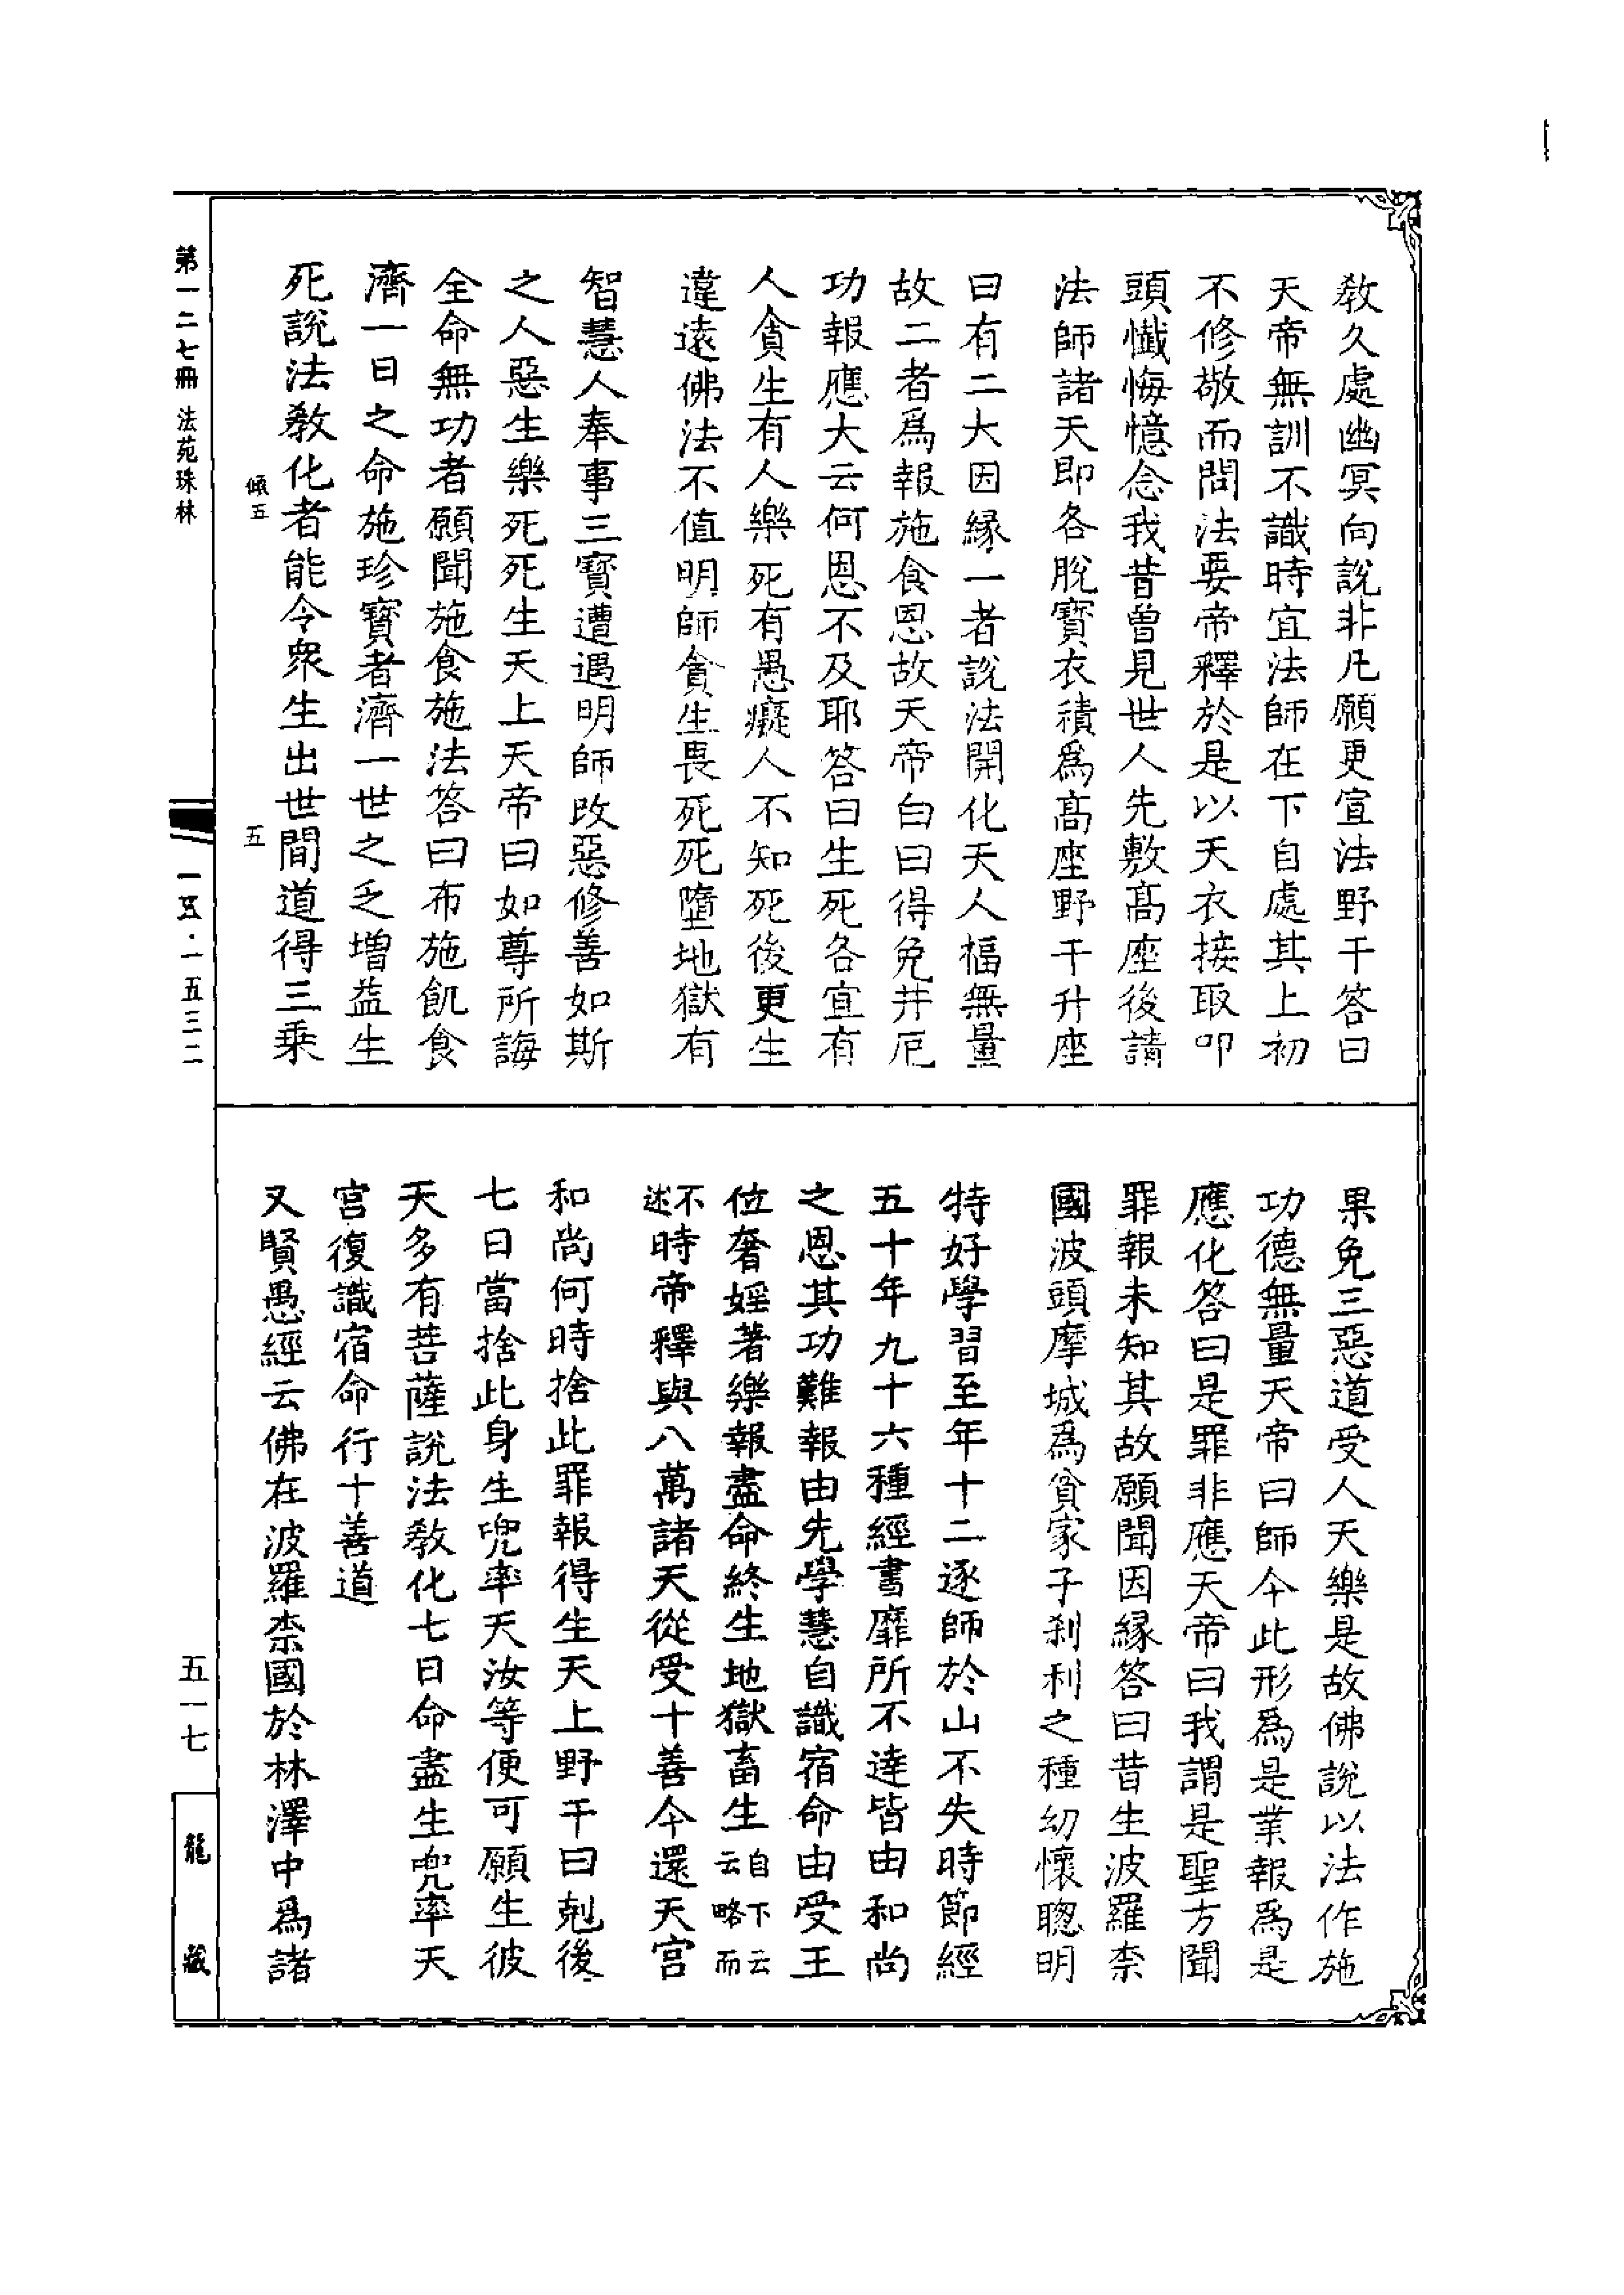 教久處幽冥向說非凡願更宣法野干答曰
天帝無訓不識時宜法師在下自處其上初
不修敬而問法要帝釋於是以天衣接取叩
頭懺悔憶念我昔曾見世人先敷髙座後請
法師諸天即各脫寶衣積爲髙座野干升座
曰有二大因緣一者說法開化天人福無量
故二者爲報施食恩故天帝白曰得免井厄
功報應大云何恩不及耶答曰生死各宜有
人貪生有人樂死有愚癡人不知死後更生
違遠佛法不值明師貪生畏死死墮地獄有
智慧人奉事三寶遭遇明師改惡修善如斯
之人惡生樂死死生天上天帝曰如尊所誨
全命無功者願聞施食施法答曰布施飢食
濟一日之命施珍寶者濟一世之乏增益生
死說法教化者能令衆生出世間道得三乘
果免三惡道受人天樂是故佛說以法作施
功德無量天帝曰師今此形爲是業報爲是
應化答曰是罪非應天帝曰我謂是聖方聞
罪報未知其故願聞因緣答曰昔生波羅柰
國波頭摩城爲貧家子刹利之種幼懷聰明
特好學習至年十二逐師於山不失時節經
五十年九十六種經書靡所不達皆由和尚
之恩其功難報由先學慧自識宿命由受王
位奢婬著樂報盡命終生地獄畜生自下云云略而
不述時帝釋與八萬諸天從受十善今還天宮
和尚何時捨此罪報得生天上野干曰剋後
七日當捨此身生兜率天汝等便可願生彼
天多有菩薩說法教化七日命盡生兜率天
宮復識宿命行十善道
又賢愚經云佛在波羅柰國於林澤中爲諸
傾五
五
第一二七冊 法苑珠林
一五五·一五三二
五一七
龍藏